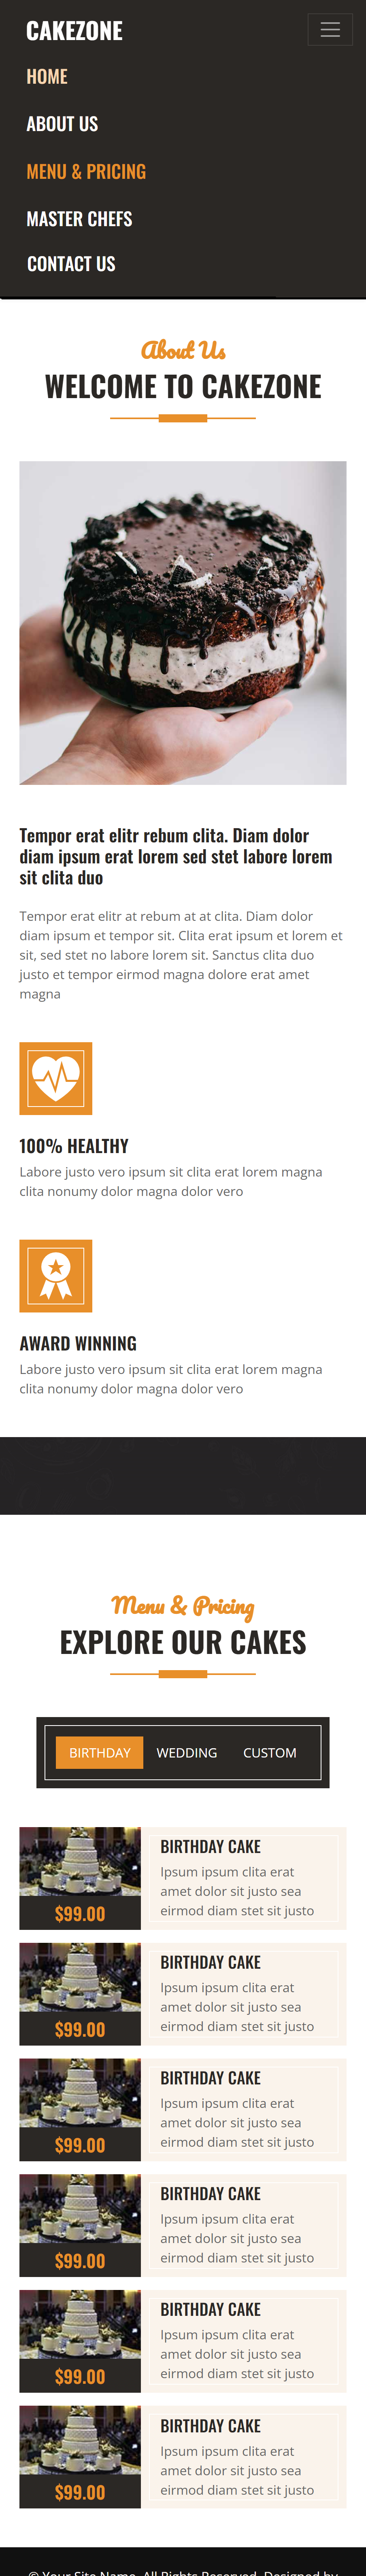 CAKEZONE
HOME
ABOUT US
MENU & PRICING
MASTER CHEFS
CONTACT US
About Us
WELCOME TO CAKEZONE
Tempor erat elitr rebum clita. Diam dolor
diam ipsum erat lorem sed stet labore lorem
sit clita duo
Tempor erat elitr at rebum at at clita. Diam dolor
diam ipsum et tempor sit. Clita erat ipsum et lorem et
sit, sed stet no labore lorem sit. Sanctus clita duo
justo et tempor eirmod magna dolore erat amet
magna
100% HEALTHY
Labore justo vero ipsum sit clita erat lorem magna
clita nonumy dolor magna dolor vero
AWARD WINNING
Labore justo vero ipsum sit clita erat lorem magna
clita nonumy dolor magna dolor vero
Menu & Pricing
EXPLORE OUR CAKES
BIRTHDAY WEDDING CUSTOM
BIRTHDAY CAKE
Ipsum ipsum clita erat
amet dolor sit justo sea
eirmod diam stet sit justo
$99.00
BIRTHDAY CAKE
Ipsum ipsum clita erat
amet dolor sit justo sea
eirmod diam stet sit justo
$99.00
BIRTHDAY CAKE
Ipsum ipsum clita erat
amet dolor sit justo sea
eirmod diam stet sit justo
$99.00
BIRTHDAY CAKE
Ipsum ipsum clita erat
amet dolor sit justo sea
eirmod diam stet sit justo
$99.00
BIRTHDAY CAKE
Ipsum ipsum clita erat
amet dolor sit justo sea
eirmod diam stet sit justo
$99.00
BIRTHDAY CAKE
Ipsum ipsum clita erat
amet dolor sit justo sea
eirmod diam stet sit justo
$99.00
© Your Site Name. All Rights Reserved. Designed by